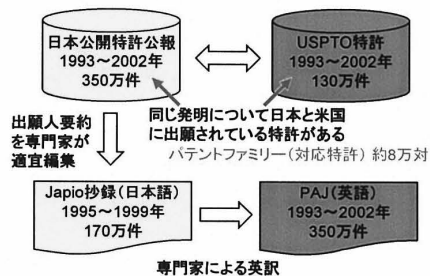 日本公開特許公報
1993～2002年
350万件
USPTO特許
1993～2002年
130万件
同じ発明について日本と米国
に出願されている特許がある
パテントファミリー(対応特許) 約8万対
出願人要約
を専門家が
適宜編集
Japio抄録(日本語)
1995～1999年
170万件
PAJ(英語)
1993～2002年
350万件
専門家による英訳